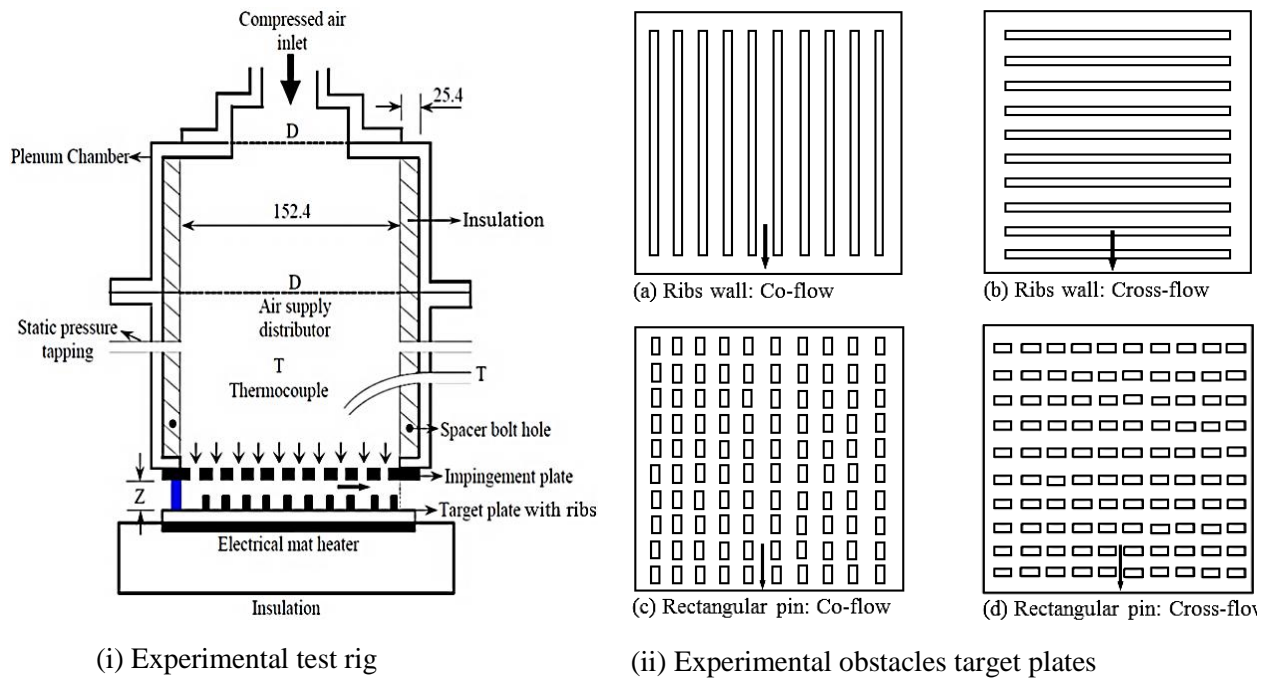 Compressed air
inlet
25.4
D
Plenum Chamber
152.4
Insulation
D
Air supply
distributor
Static pressure
tapping
T
Thermocouple
T
Spacer bolt hole
Impingement plate
Z
Target plate with ribs
Electrical mat heater
Insulation
(i) Experimental test rig
(a) Ribs wall: Co-flow
(b) Ribs wall: Cross-flow
(c) Rectangular pin: Co-flow
(d) Rectangular pin: Cross-flow
(ii) Experimental obstacles target plates